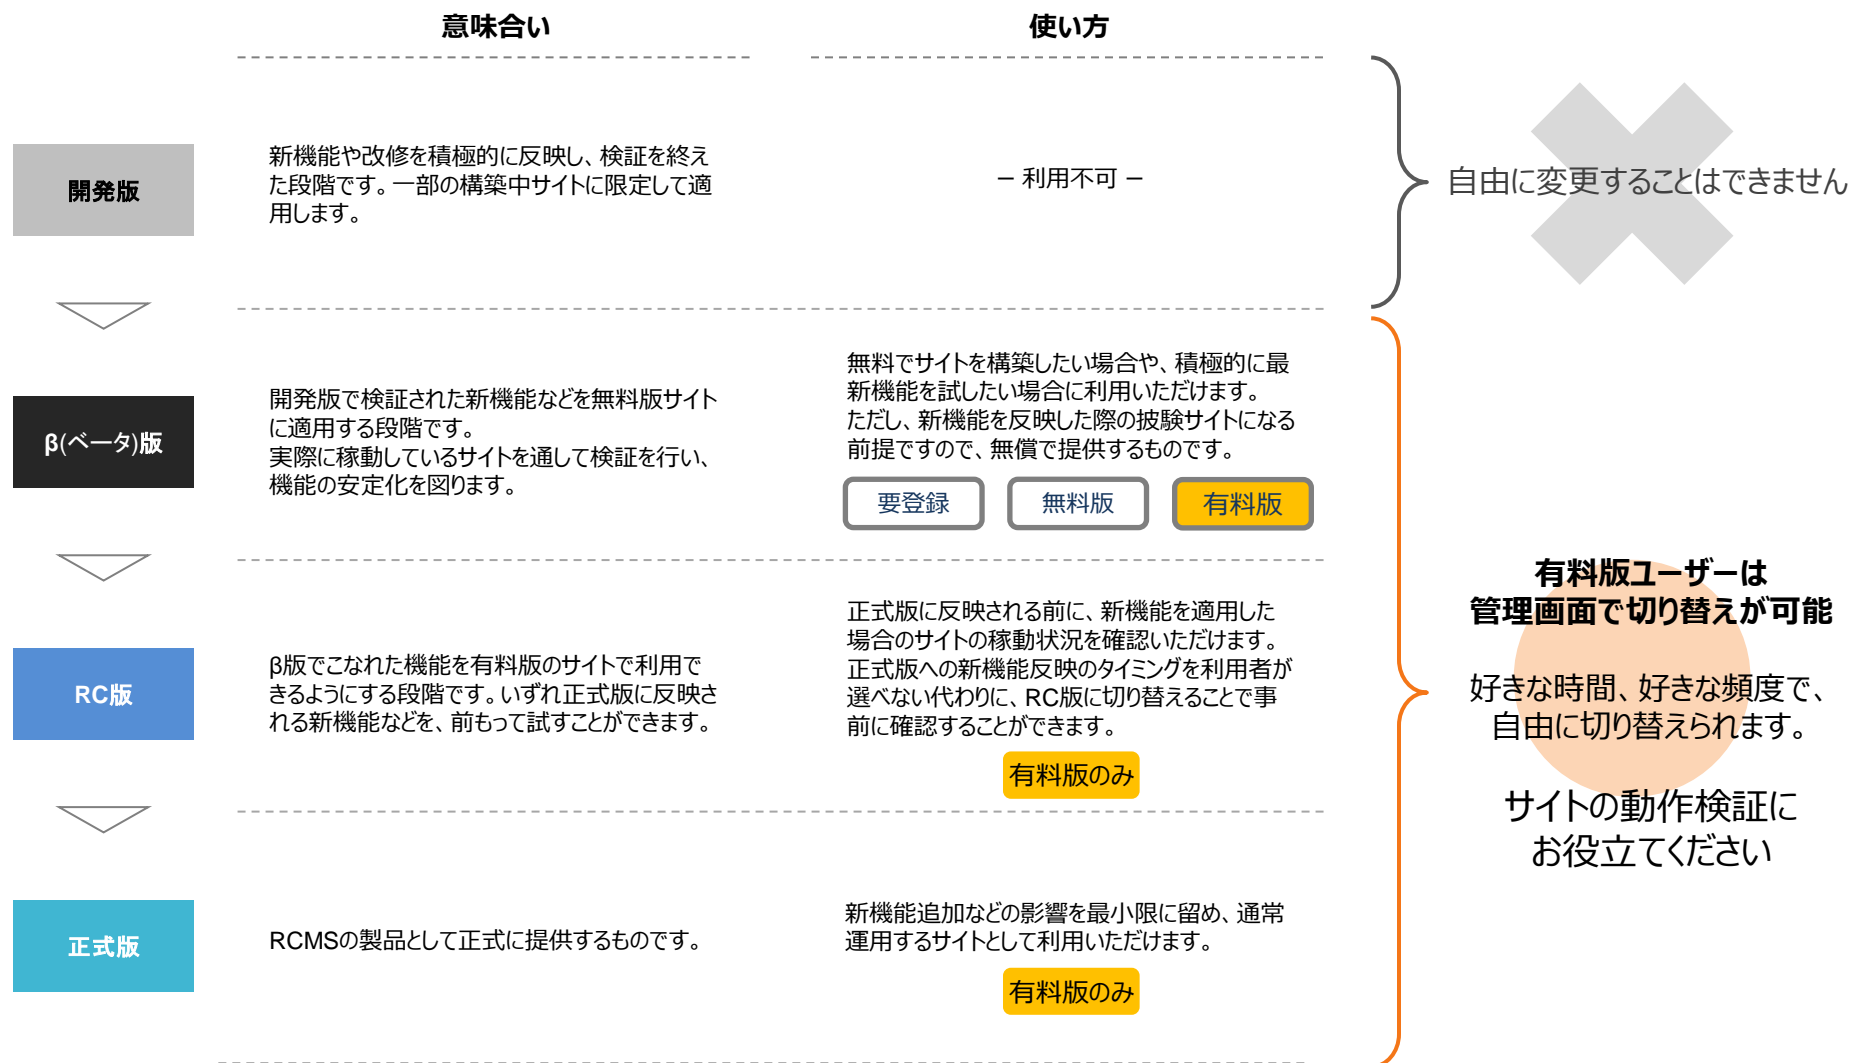 意味合い
使い方
開発版
新機能や改修を積極的に反映し、検証を終え
た段階です。一部の構築中サイトに限定して適
用します。
― 利用不可 ―
自由に変更することはできません
β(ベータ)版
開発版で検証された新機能などを無料版サイト
に適用する段階です。
実際に稼動しているサイトを通して検証を行い、
機能の安定化を図ります。
無料でサイトを構築したい場合や、積極的に最
新機能を試したい場合に利用いただけます。
ただし、新機能を反映した際の披験サイトになる
前提ですので、無償で提供するものです。
要登録
無料版
有料版
RC版
β版でこなれた機能を有料版のサイトで利用で
きるようにする段階です。いずれ正式版に反映さ
れる新機能などを、前もって試すことができます。
正式版に反映される前に、新機能を適用した
場合のサイトの稼動状況を確認いただけます。
正式版への新機能反映のタイミングを利用者が
選べない代わりに、RC版に切り替えることで事
前に確認することができます。
有料版のみ
正式版
RCMSの製品として正式に提供するものです。
新機能追加などの影響を最小限に留め、通常
運用するサイトとして利用いただけます。
有料版のみ
有料版ユーザーは
管理画面で切り替えが可能
好きな時間、好きな頻度で、
自由に切り替えられます。
サイトの動作検証に
お役立てください